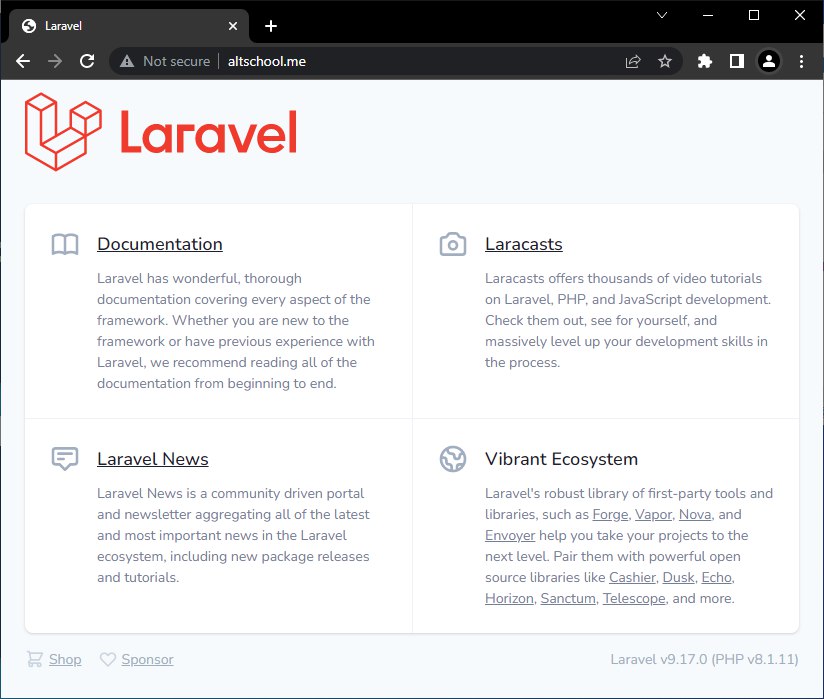 Laravel
Not secure
altschool.me
Laravel
Documentation
Laravel has wonderful, thorough
documentation covering every aspect of the
framework. Whether you are new to the
framework or have previous experience with
Laravel, we recommend reading all of the
documentation from beginning to end.
Laracasts
Laracasts offers thousands of video tutorials
on Laravel, PHP, and JavaScript development.
Check them out, see for yourself, and
massively level up your development skills in
the process.
Laravel News
Laravel News is a community driven portal
and newsletter aggregating all of the latest
and most important news in the Laravel
ecosystem, including new package releases
and tutorials.
Vibrant Ecosystem
Laravel's robust library of first-party tools and
libraries, such as Forge, Vapor, Nova, and
Envoyer help you take your projects to the
next level. Pair them with powerful open
source libraries like Cashier, Dusk, Echo,
Horizon, Sanctum, Telescope, and more.
Shop
Sponsor
Laravel v9.17.0 (PHP v8.1.11)